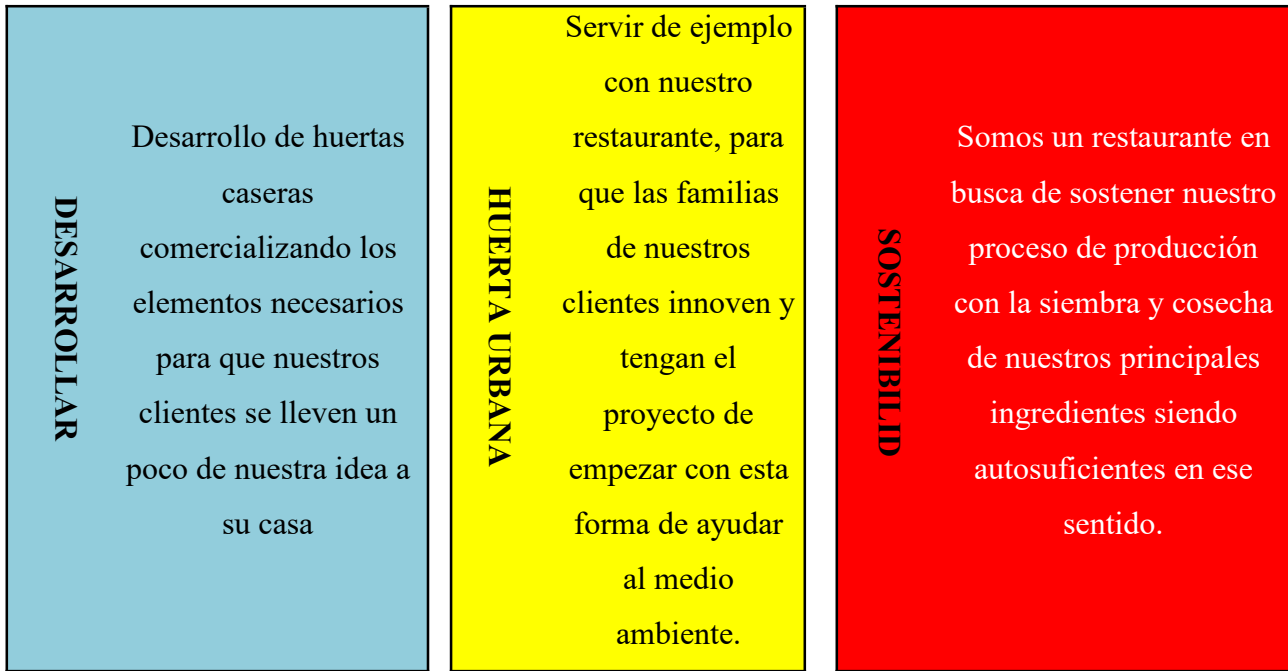 DESARROLLAR
Desarrollo de huertas
caseras
comercializando los
elementos necesarios
para que nuestros
clientes se lleven un
poco de nuestra idea a
su casa
HUERTA URBANA
Servir de ejemplo
con nuestro
restaurante, para
que las familias
de nuestros
clientes innoven y
tengan el
proyecto de
empezar con esta
forma de ayudar
al medio
ambiente.
SOSTENIBILID
Somos un restaurante en
busca de sostener nuestro
proceso de producción
con la siembra y cosecha
de nuestros principales
ingredientes siendo
autosuficientes en ese
sentido.